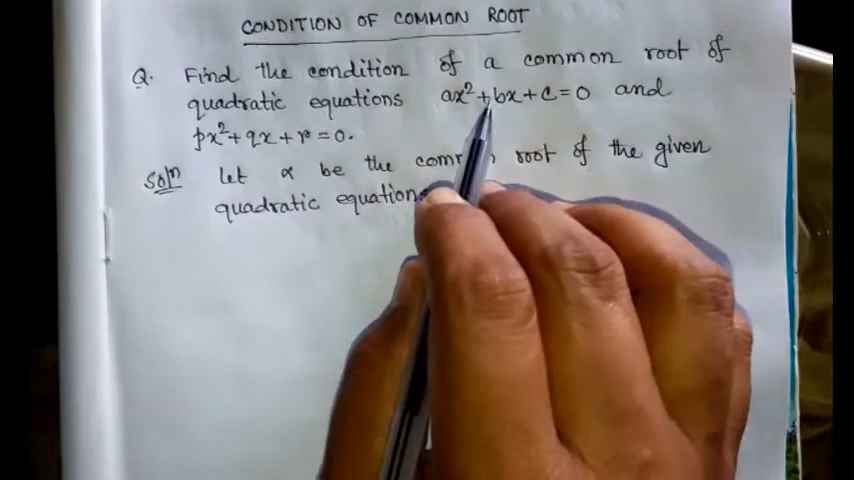 CONDITION OF COMMON ROOT
Q. Find the condition of a common root of
quadratic equations ax²+bx+c=0 and
px²+qx+r=0.
Solⁿ let α be the root of the given
quadratic equation